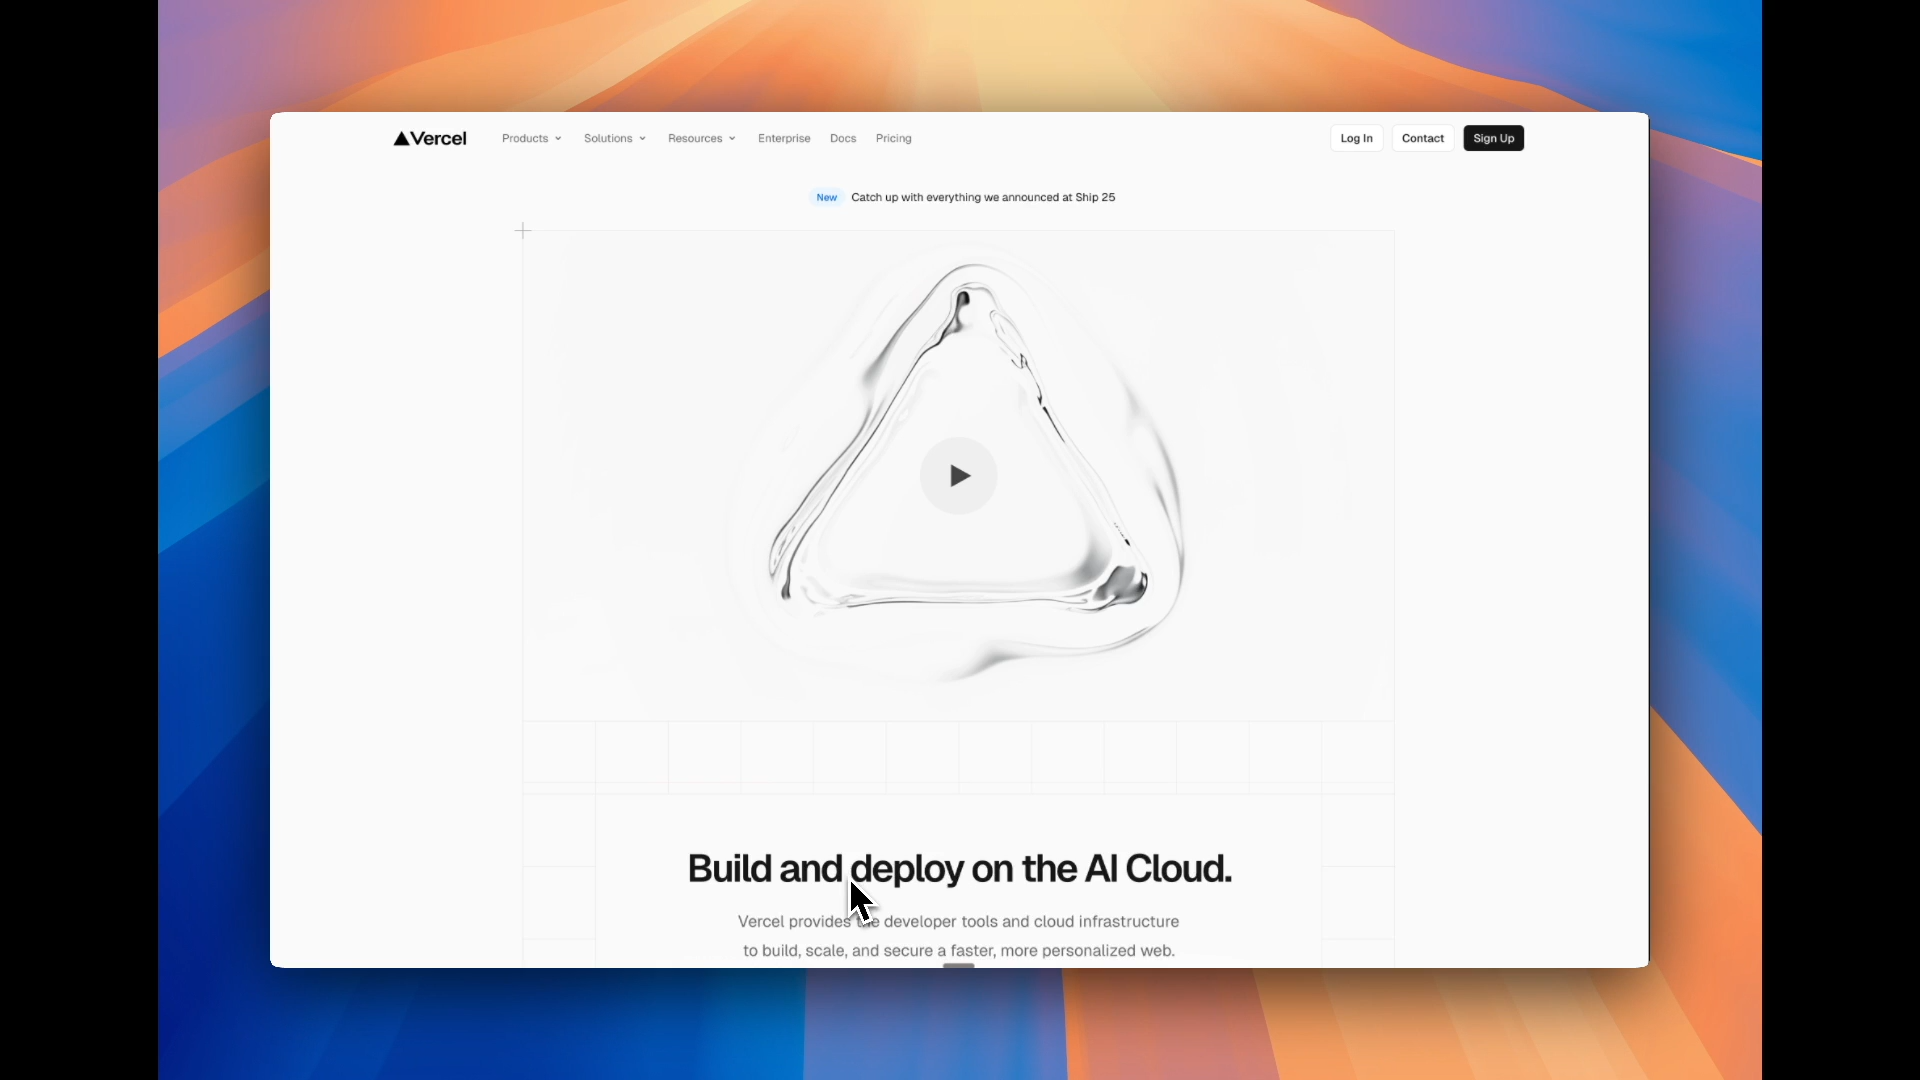 Vercel
Products
Solutions
Resources
Enterprise
Docs
Pricing
Log In
Contact
Sign Up
New Catch up with everything we announced at Ship 25
Build and deploy on the AI Cloud.
Vercel provides the developer tools and cloud infrastructure
to build, scale, and secure a faster, more personalized web.